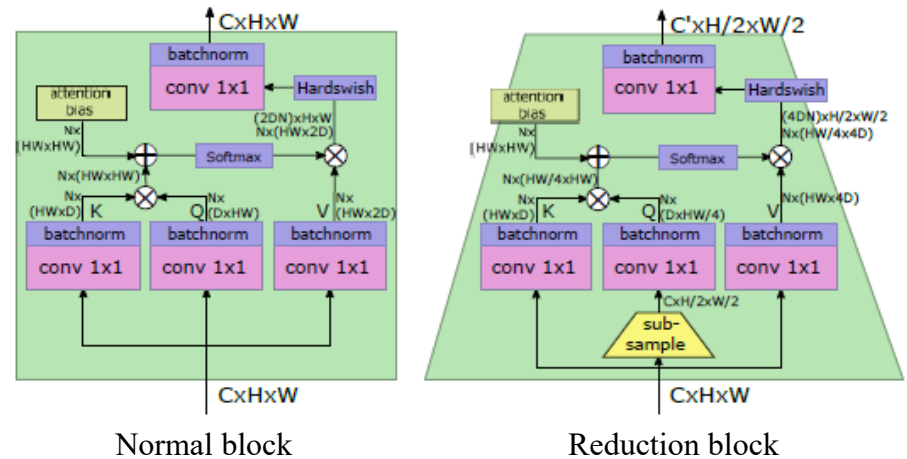 CxHxW
batchnorm
conv 1x1
Hardswish
attention
bias
(2DN)xHxW
Nx(HWx2D)
Nx
[HWxHW)
Softmax
Nx(HWxHW)
Nx
(HWxD)
K
Q
Nx
(DxHW)
V
Nx
(HWx2D)
batchnorm
conv 1x1
batchnorm
conv 1x1
batchnorm
conv 1x1
CxHxW
Normal block
C'xH/2xW/2
batchnorm
conv 1x1
Hardswish
attention
bias
(4DN)xH/2xW/2
Nx(HW/4x4D)
Nx
[HWxHW)
Softmax
Nx(HW/4xHW)
Nx
(HWxD)
K
Q
Nx
(DxHW/4)
V
Nx(HWx4D)
batchnorm
conv 1x1
batchnorm
conv 1x1
batchnorm
conv 1x1
CxH/2xW/2
sub-
sample
CxHxW
Reduction block